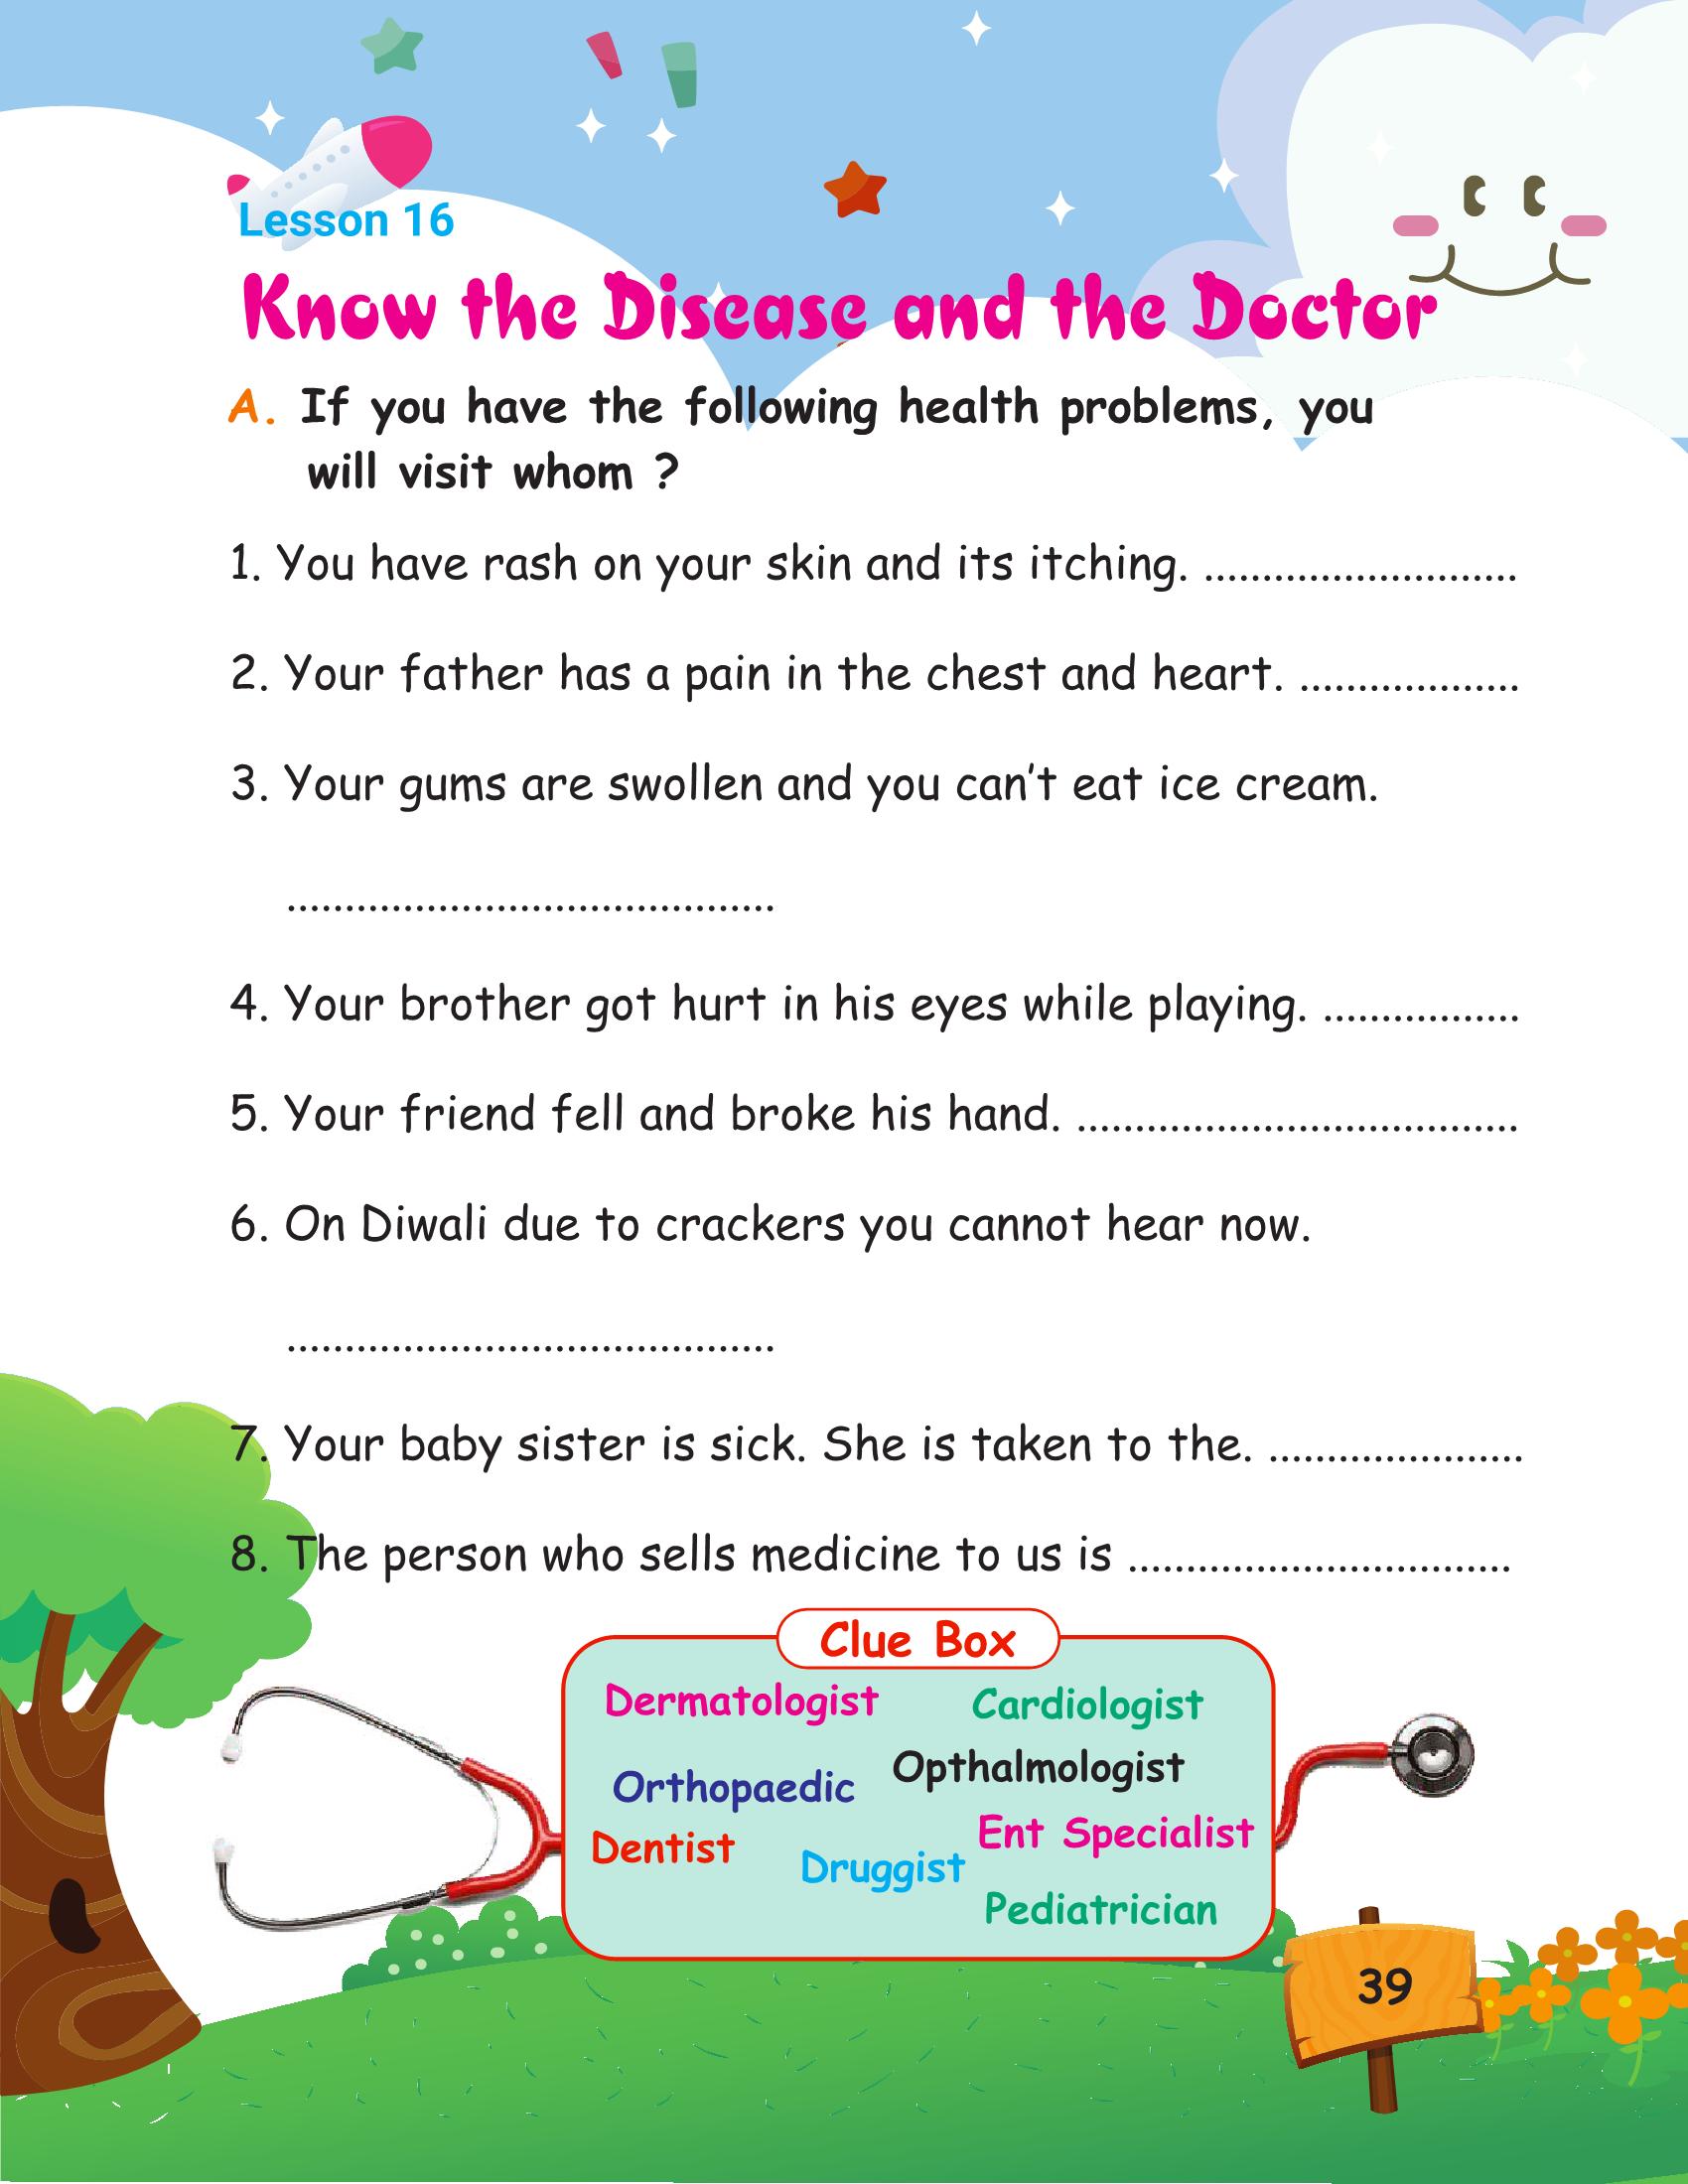 Lesson 16
Know the Disease and the Doctor
A. If you have the following health problems, you
will visit whom ?
1. You have rash on your skin and its itching. ...........................
2. Your father has a pain in the chest and heart. ...................
3. Your gums are swollen and you can't eat ice cream.
..........................................
4. Your brother got hurt in his eyes while playing. .................
5. Your friend fell and broke his hand. ......................................
6. On Diwali due to crackers you cannot hear now.
..........................................
7. Your baby sister is sick. She is taken to the. ......................
8. The person who sells medicine to us is .................................
Clue Box
Dermatologist Cardiologist
Orthopaedic Opthalmologist
Dentist Druggist Ent Specialist
Pediatrician
39